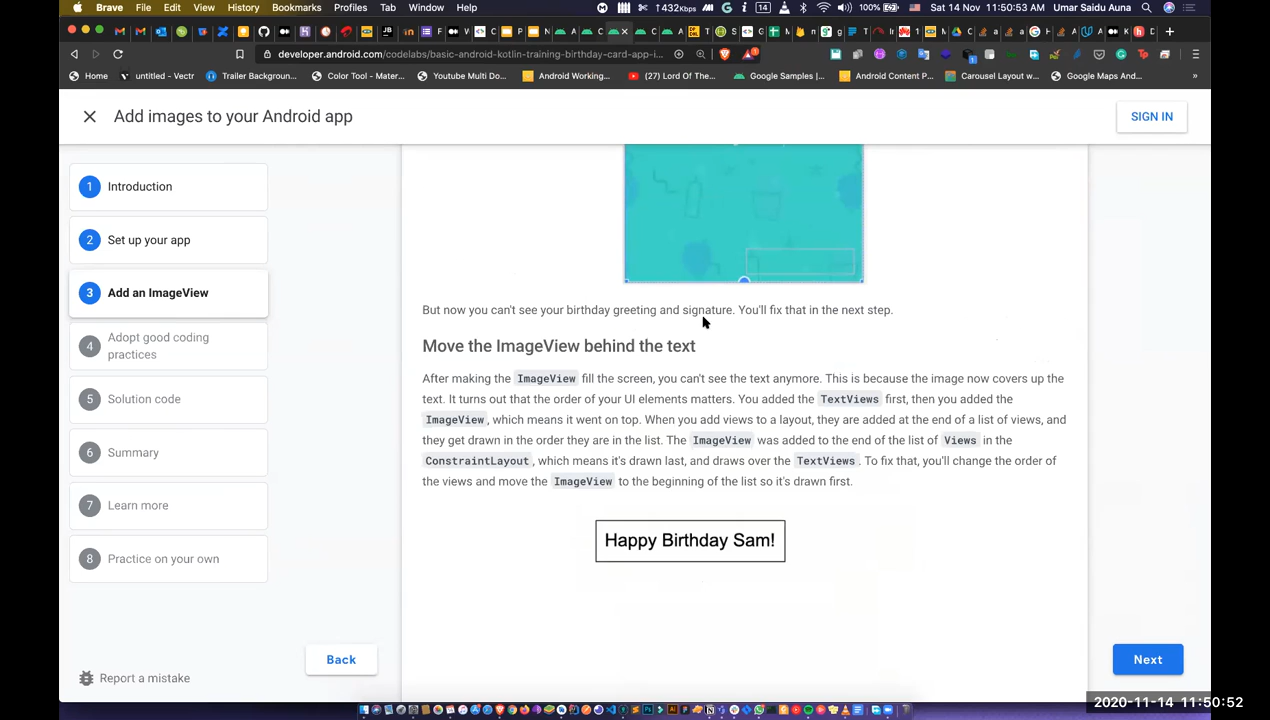 Brave File Edit View History Bookmarks Profiles Tab Window Help 1432Kbps 14 100% Sat 14 Nov 11:50:53 AM Umar Saidu Auna
developer.android.com/codelabs/basic-android-kotlin-training-birthday-card-app-i...
Home untitled - Vectr Trailer Backgroun... Color Tool - Mater... Youtube Multi Do... Android Working... (27) Lord Of The... Google Samples |... Android Content P... Carousel Layout w... Google Maps And... »
Add images to your Android app
SIGN IN
1 Introduction
2 Set up your app
3 Add an ImageView
4 Adopt good coding
practices
5 Solution code
6 Summary
7 Learn more
8 Practice on your own
Report a mistake
But now you can't see your birthday greeting and signature. You'll fix that in the next step.
Move the ImageView behind the text
After making the ImageView fill the screen, you can't see the text anymore. This is because the image now covers up the
text. It turns out that the order of your UI elements matters. You added the TextViews first, then you added the
ImageView, which means it went on top. When you add views to a layout, they are added at the end of a list of views, and
they get drawn in the order they are in the list. The ImageView was added to the end of the list of Views in the
ConstraintLayout, which means it's drawn last, and draws over the TextViews. To fix that, you'll change the order of
the views and move the ImageView to the beginning of the list so it's drawn first.
Happy Birthday Sam!
Back
Next
2020-11-14 11:50:52